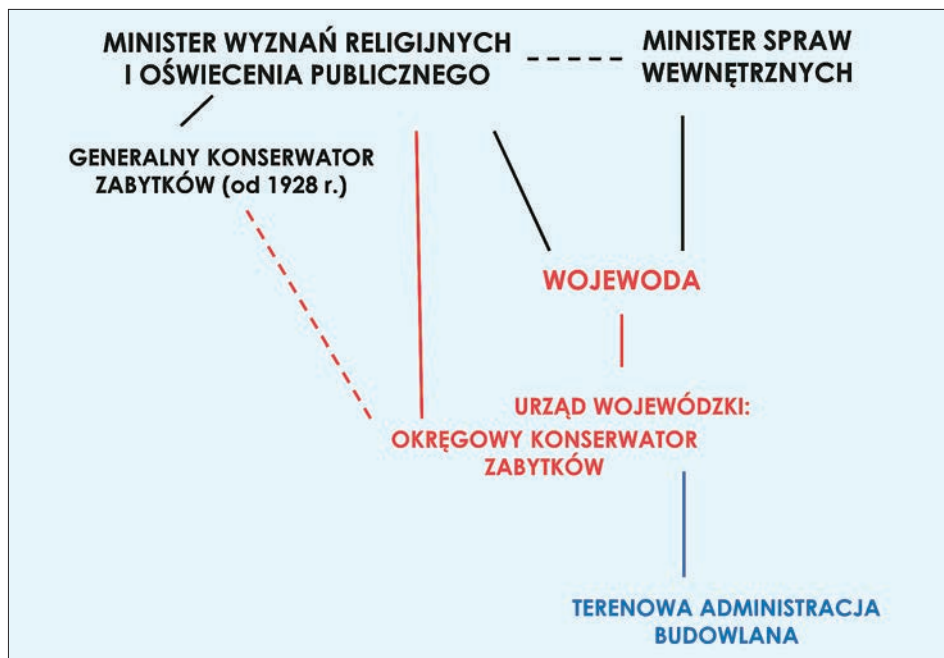 MINISTER WYZNAŃ RELIGIJNYCH
I OŚWIECENIA PUBLICZNEGO
MINISTER SPRAW
WEWNĘTRZNYCH
GENERALNY KONSERWATOR
ZABYTKÓW (od 1928 r.)
WOJEWODA
URZĄD WOJEWÓDZKI:
OKRĘGOWY KONSERWATOR
ZABYTKÓW
TERENOWA ADMINISTRACJA
BUDOWLANA